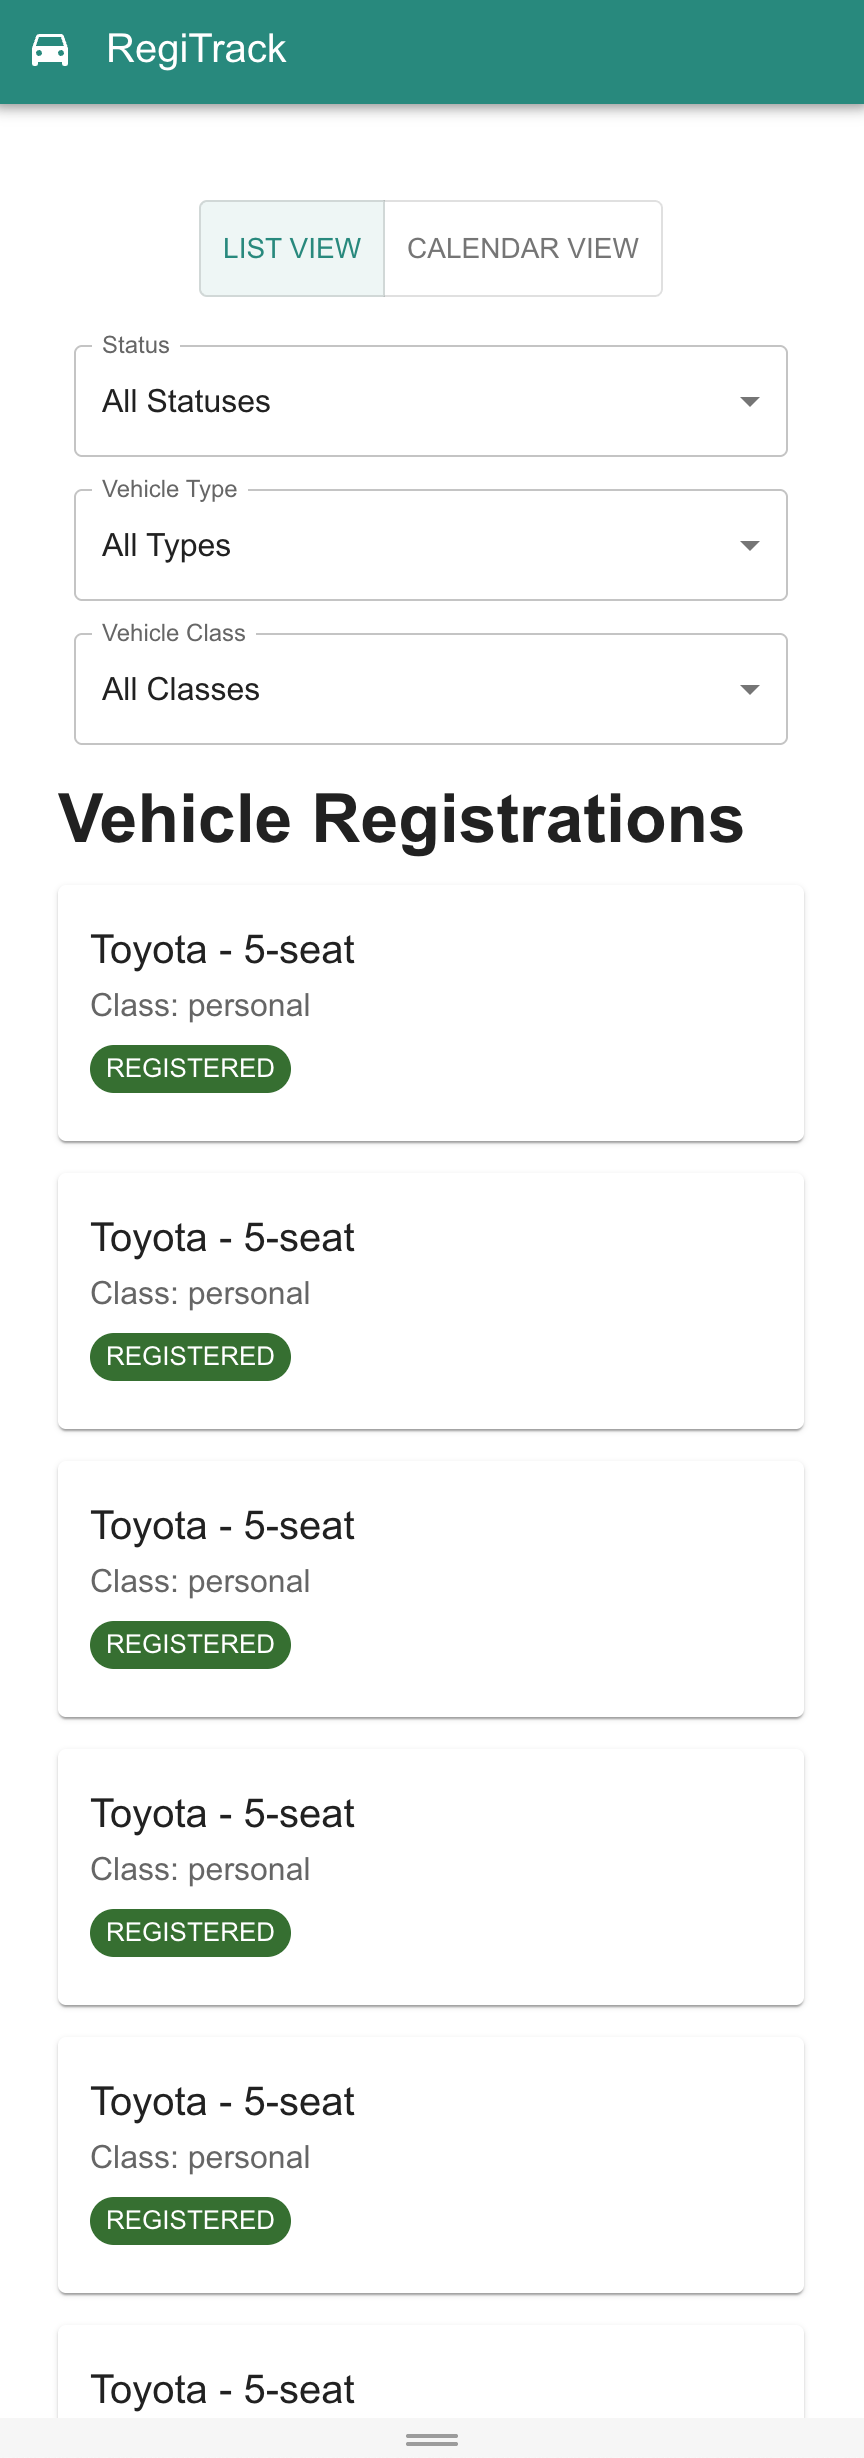 RegiTrack
LIST VIEW
CALENDAR VIEW
Status
All Statuses
Vehicle Type
All Types
Vehicle Class
All Classes
Vehicle Registrations
Toyota - 5-seat
Class: personal
REGISTERED
Toyota - 5-seat
Class: personal
REGISTERED
Toyota - 5-seat
Class: personal
REGISTERED
Toyota - 5-seat
Class: personal
REGISTERED
Toyota - 5-seat
Class: personal
REGISTERED
Toyota - 5-seat